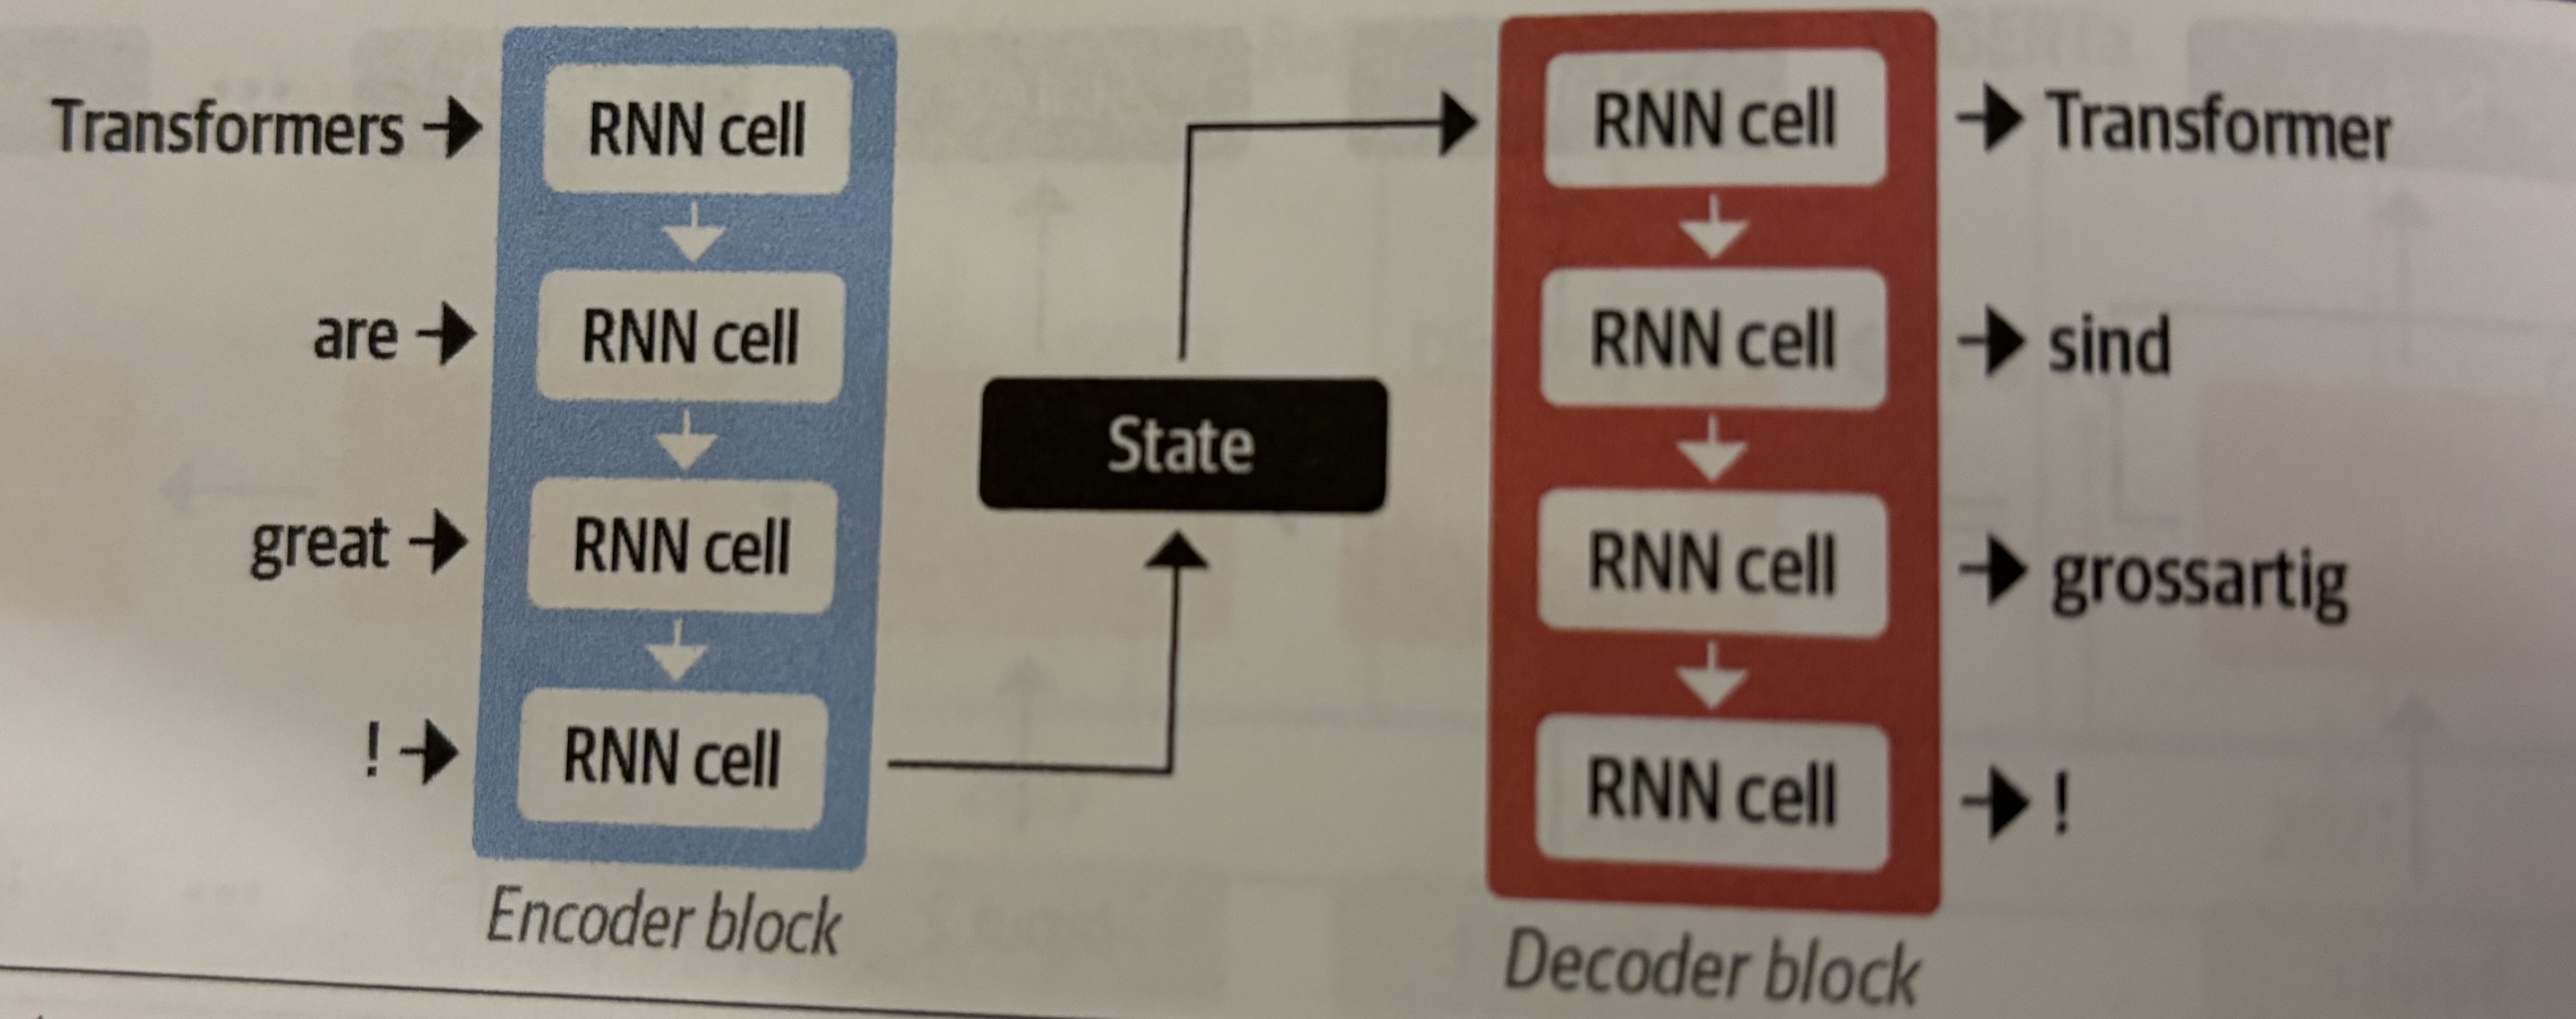 Transformers
RNN cell
RNN cell
Transformer
are
RNN cell
RNN cell
sind
State
great
RNN cell
RNN cell
grossartig
!
RNN cell
RNN cell
!
Encoder block
Decoder block